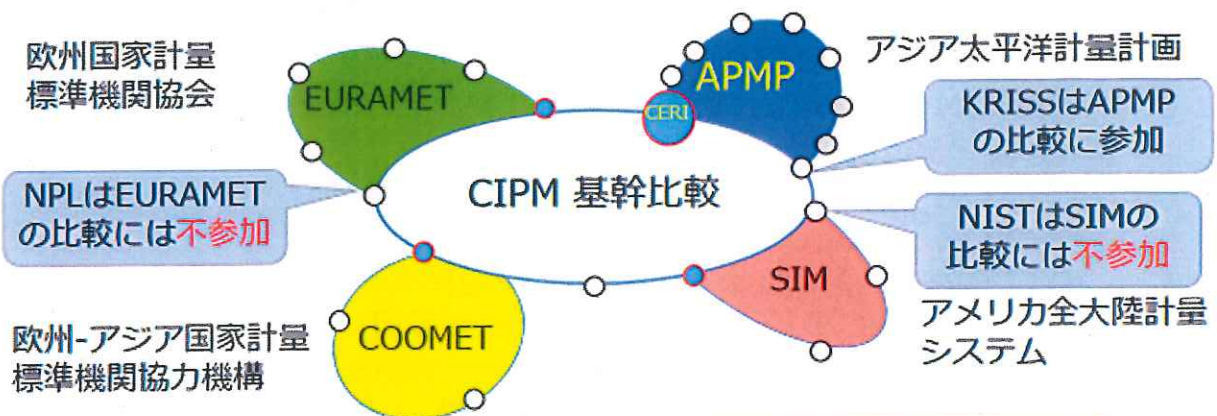 欧州国家計量
標準機関協会
EURAMET
APMP
CERI
アジア太平洋計量計画
KRISSはAPMP
の比較に参加
NPLはEURAMET
の比較には不参加
CIPM 基幹比較
NISTはSIMの
比較には不参加
SIM
COOMET
欧州-アジア国家計量
標準機関協力機構
アメリカ全大陸計量
システム